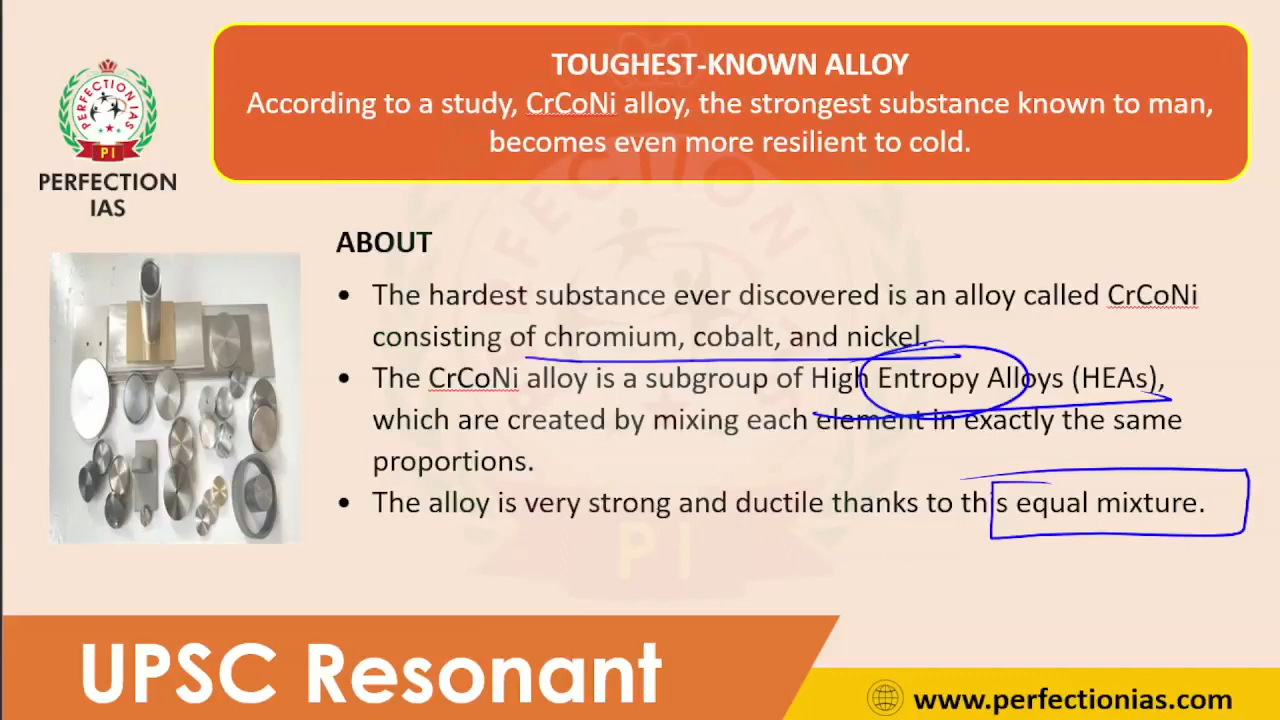 TOUGHEST-KNOWN ALLOY
According to a study, CrCoNi alloy, the strongest substance known to man,
becomes even more resilient to cold.
PERFECTION IAS
PI
PERFECTION
IAS
ABOUT
• The hardest substance ever discovered is an alloy called CrCoNi
consisting of chromium, cobalt, and nickel.
• The CrCoNi alloy is a subgroup of High Entropy Alloys (HEAs),
which are created by mixing each element in exactly the same
proportions.
• The alloy is very strong and ductile thanks to this equal mixture.
PI
UPSC Resonant
www.perfectionias.com